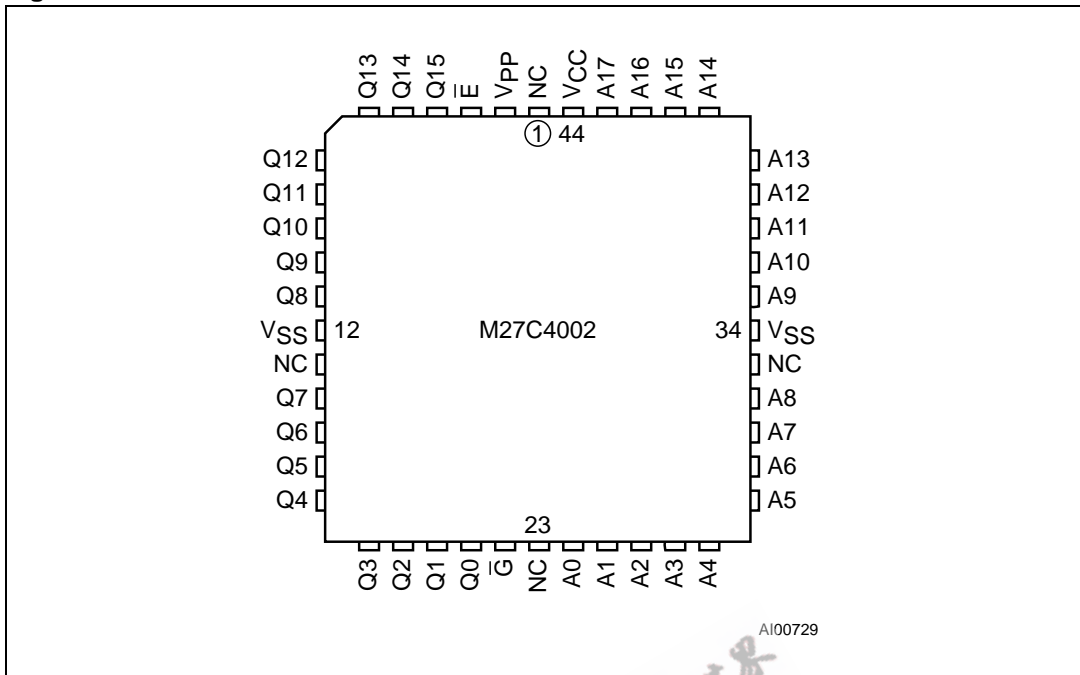 Q13 Q14 Q15 E VPP NC VCC A17 A16 A15 A14
1 44
Q12 A13
Q11 A12
Q10 A11
Q9 A10
Q8 A9
VSS 12 M27C4002 34 VSS
NC NC
Q7 A8
Q6 A7
Q5 A6
Q4 A5
23
Q3 Q2 Q1 Q0 G NC A0 A1 A2 A3 A4
AI00729